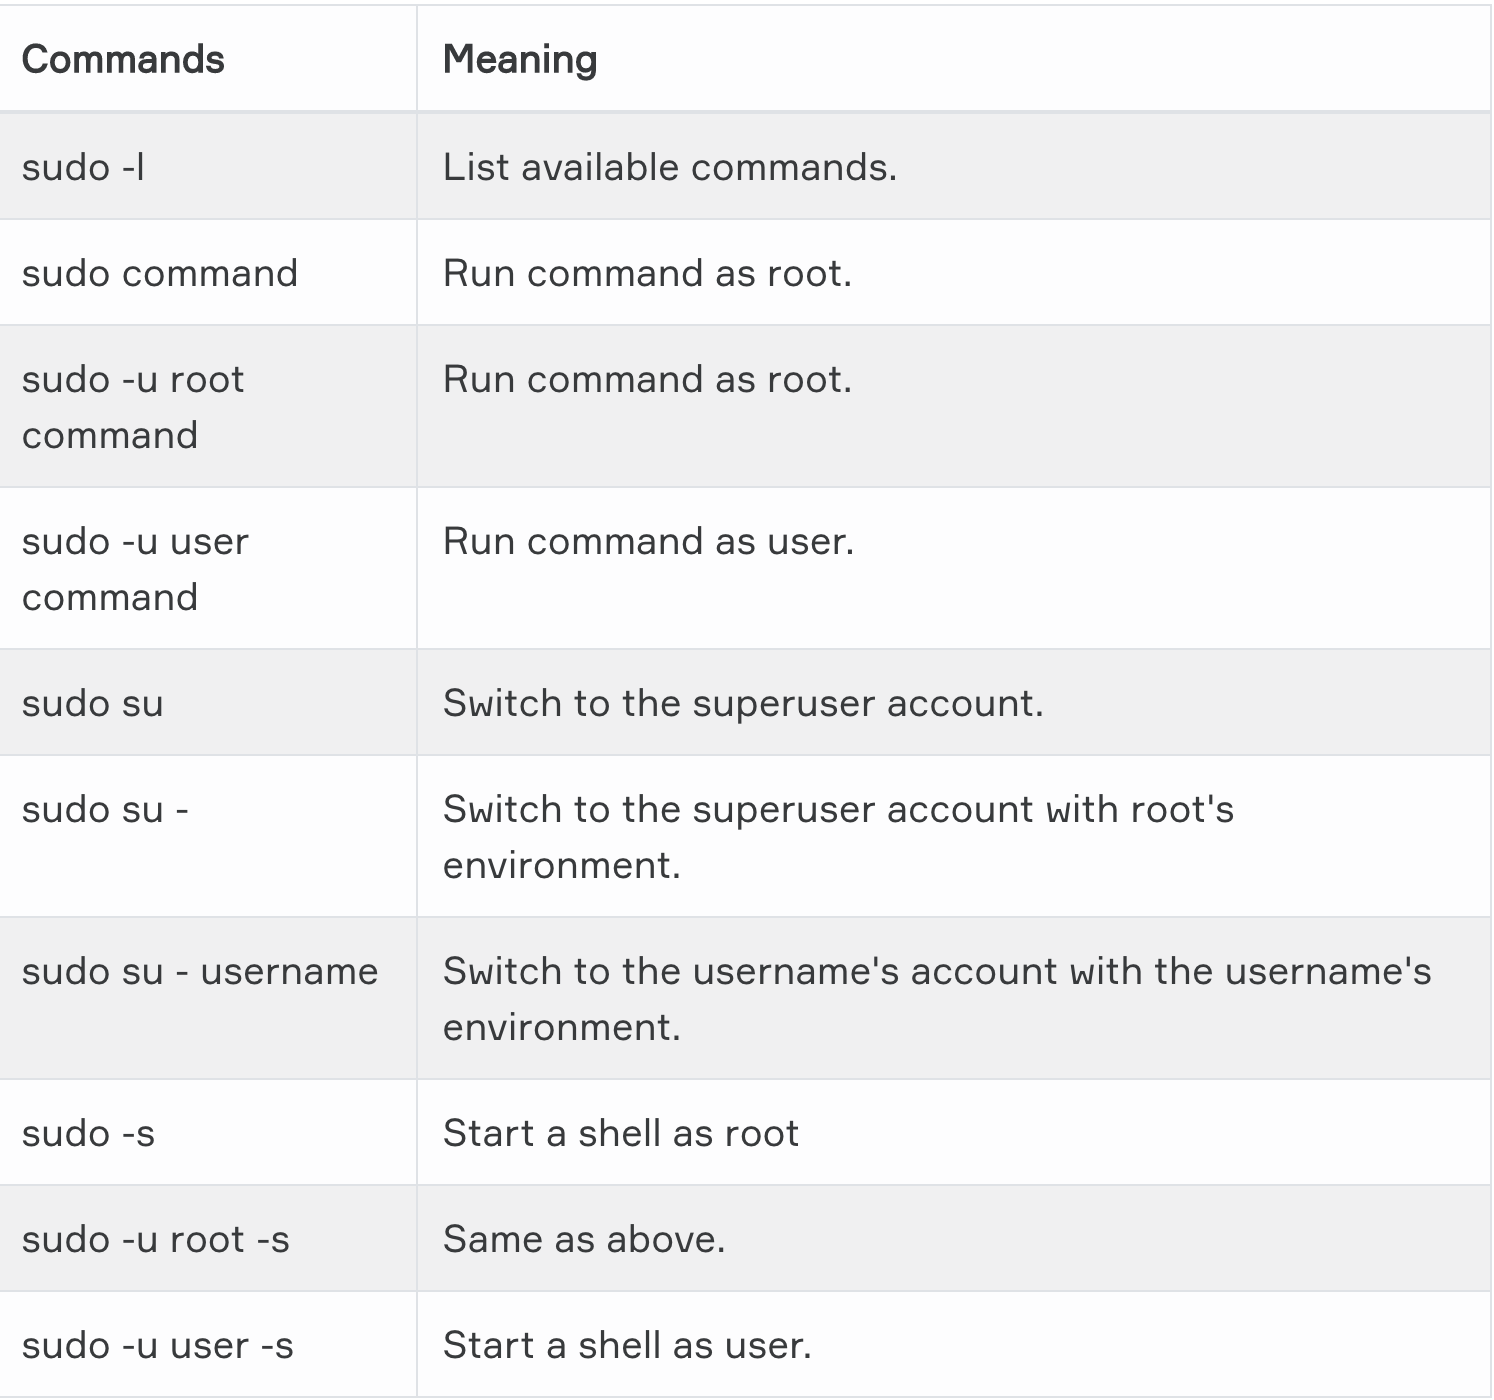 Commands Meaning
sudo -l List available commands.
sudo command Run command as root.
sudo -u root Run command as root.
command
sudo -u user Run command as user.
command
sudo su Switch to the superuser account.
sudo su - Switch to the superuser account with root's
environment.
sudo su - username Switch to the username's account with the username's
environment.
sudo -s Start a shell as root
sudo -u root -s Same as above.
sudo -u user -s Start a shell as user.